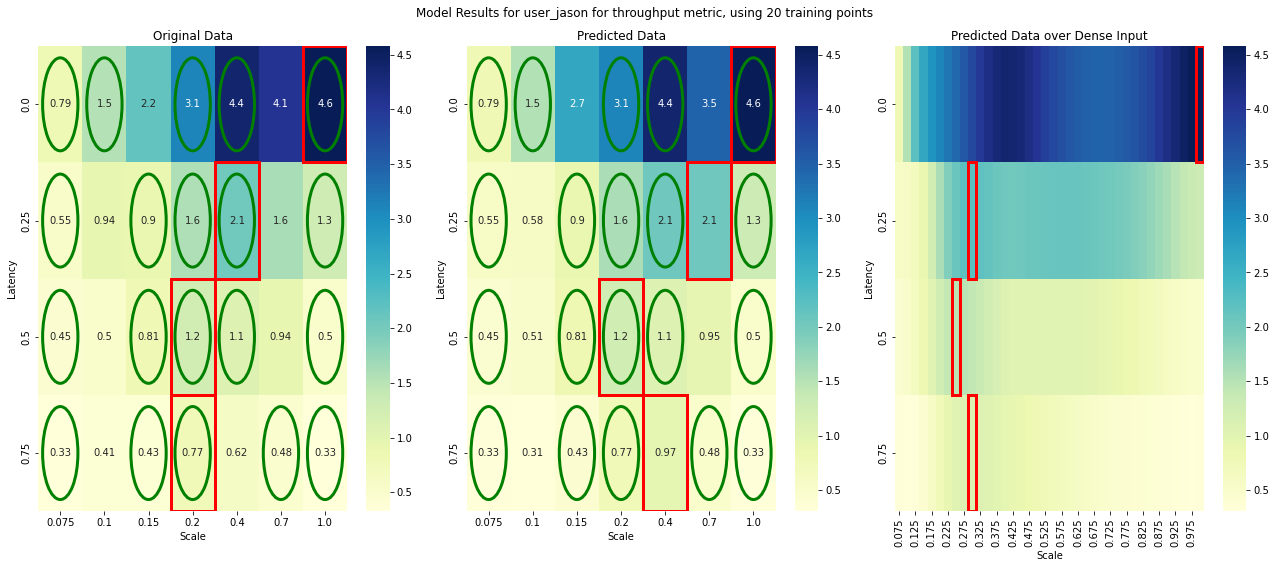 Model Results for user_jason for throughput metric, using 20 training points
Original Data
0.79 1.5 2.2 3.1 4.4 4.1 4.6
0.55 0.94 0.9 1.6 2.1 1.6 1.3
0.45 0.5 0.81 1.2 1.1 0.94 0.5
0.33 0.41 0.43 0.77 0.62 0.48 0.33
0.0
0.25
0.5
0.75
Latency
0.075 0.1 0.15 0.2 0.4 0.7 1.0
Scale
4.5
4.0
3.5
3.0
2.5
2.0
1.5
1.0
0.5
Predicted Data
0.79 1.5 2.7 3.1 4.4 3.5 4.6
0.55 0.58 0.9 1.6 2.1 2.1 1.3
0.45 0.51 0.81 1.2 1.1 0.95 0.5
0.33 0.31 0.43 0.77 0.97 0.48 0.33
0.0
0.25
0.5
0.75
Latency
0.075 0.1 0.15 0.2 0.4 0.7 1.0
Scale
4.5
4.0
3.5
3.0
2.5
2.0
1.5
1.0
0.5
Predicted Data over Dense Input
0.0
0.25
0.5
0.75
Latency
0.075 0.125 0.175 0.225 0.275 0.325 0.375 0.425 0.475 0.525 0.575 0.625 0.675 0.725 0.775 0.825 0.875 0.925 0.975
Scale
4.5
4.0
3.5
3.0
2.5
2.0
1.5
1.0
0.5